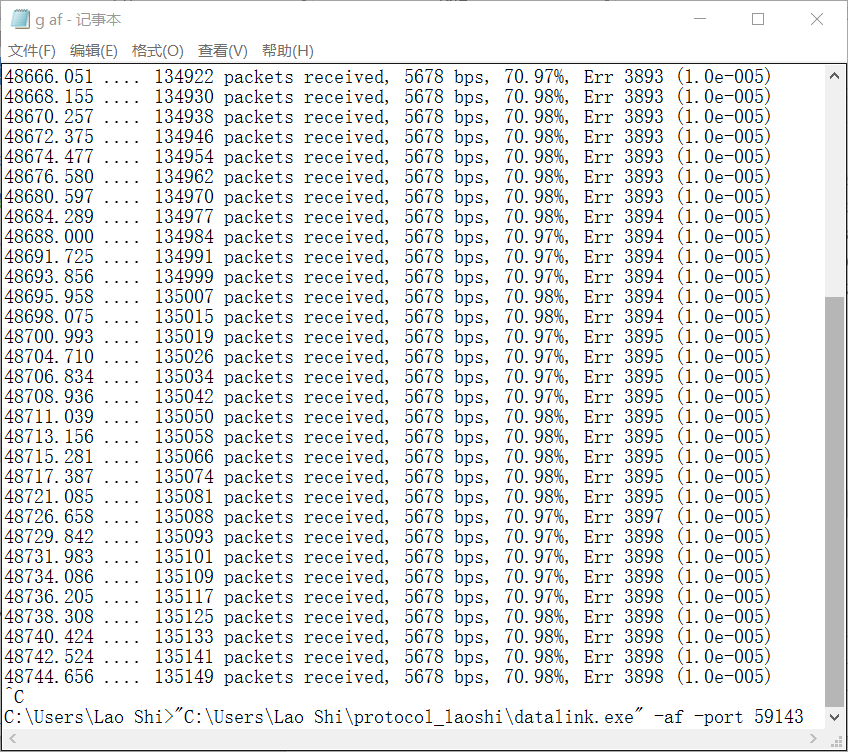 g af - 记事本
文件(F) 编辑(E) 格式(O) 查看(V) 帮助(H)
48666.051 .... 134922 packets received, 5678 bps, 70.97%, Err 3893 (1.0e-005)
48668.155 .... 134930 packets received, 5678 bps, 70.98%, Err 3893 (1.0e-005)
48670.257 .... 134938 packets received, 5678 bps, 70.98%, Err 3893 (1.0e-005)
48672.375 .... 134946 packets received, 5678 bps, 70.98%, Err 3893 (1.0e-005)
48674.477 .... 134954 packets received, 5678 bps, 70.98%, Err 3893 (1.0e-005)
48676.580 .... 134962 packets received, 5678 bps, 70.98%, Err 3893 (1.0e-005)
48680.597 .... 134970 packets received, 5678 bps, 70.98%, Err 3893 (1.0e-005)
48684.289 .... 134977 packets received, 5678 bps, 70.98%, Err 3894 (1.0e-005)
48688.000 .... 134984 packets received, 5678 bps, 70.97%, Err 3894 (1.0e-005)
48691.725 .... 134991 packets received, 5678 bps, 70.97%, Err 3894 (1.0e-005)
48693.856 .... 134999 packets received, 5678 bps, 70.97%, Err 3894 (1.0e-005)
48695.958 .... 135007 packets received, 5678 bps, 70.98%, Err 3894 (1.0e-005)
48698.075 .... 135015 packets received, 5678 bps, 70.98%, Err 3894 (1.0e-005)
48700.993 .... 135019 packets received, 5678 bps, 70.97%, Err 3895 (1.0e-005)
48704.710 .... 135026 packets received, 5678 bps, 70.97%, Err 3895 (1.0e-005)
48706.834 .... 135034 packets received, 5678 bps, 70.97%, Err 3895 (1.0e-005)
48708.936 .... 135042 packets received, 5678 bps, 70.97%, Err 3895 (1.0e-005)
48711.039 .... 135050 packets received, 5678 bps, 70.98%, Err 3895 (1.0e-005)
48713.156 .... 135058 packets received, 5678 bps, 70.98%, Err 3895 (1.0e-005)
48715.281 .... 135066 packets received, 5678 bps, 70.98%, Err 3895 (1.0e-005)
48717.387 .... 135074 packets received, 5678 bps, 70.98%, Err 3895 (1.0e-005)
48721.085 .... 135081 packets received, 5678 bps, 70.98%, Err 3895 (1.0e-005)
48726.658 .... 135088 packets received, 5678 bps, 70.97%, Err 3897 (1.0e-005)
48729.842 .... 135093 packets received, 5678 bps, 70.97%, Err 3898 (1.0e-005)
48731.983 .... 135101 packets received, 5678 bps, 70.97%, Err 3898 (1.0e-005)
48734.086 .... 135109 packets received, 5678 bps, 70.97%, Err 3898 (1.0e-005)
48736.205 .... 135117 packets received, 5678 bps, 70.97%, Err 3898 (1.0e-005)
48738.308 .... 135125 packets received, 5678 bps, 70.98%, Err 3898 (1.0e-005)
48740.424 .... 135133 packets received, 5678 bps, 70.98%, Err 3898 (1.0e-005)
48742.524 .... 135141 packets received, 5678 bps, 70.98%, Err 3898 (1.0e-005)
48744.656 .... 135149 packets received, 5678 bps, 70.98%, Err 3898 (1.0e-005)
^C
C:\Users\Lao Shi>"C:\Users\Lao Shi\protocol_laoshi\datalink.exe" -af -port 59143